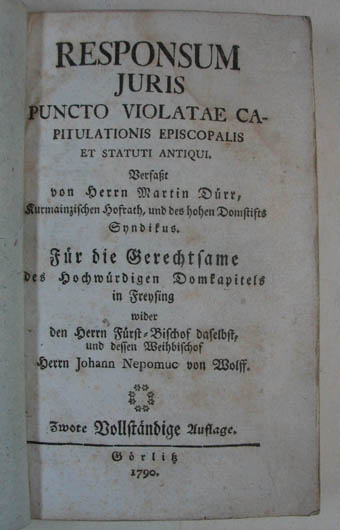 RESPONSUM
JURIS
PUNCTO VIOLATAE CA-
PITULATIONIS EPISCOPALIS
ET STATUTI ANTIQUI.
Verfaßt
von Herrn Martin Dürr,
Kurmainzischen Hofrath, und des hohen Domstifts
Syndikus.
Für die Gerechtsame
des Hochwürdigen Domkapitels
in Freysing
wider
den Herrn Fürst-Bischof daselbst,
und dessen Weihbischof
Herrn Johann Nepomuc von Wolff.
Zwote Vollständige Auflage.
Görlitz
1790.